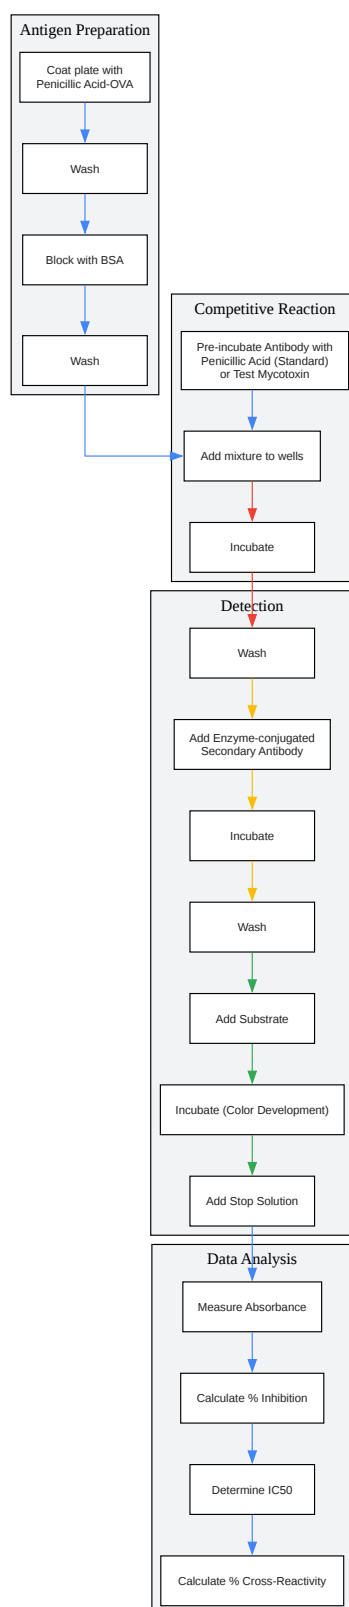 Antigen Preparation
Coat plate with
Penicillic Acid-OVA
Wash
Block with BSA
Wash
Competitive Reaction
Pre-incubate Antibody with
Penicillic Acid (Standard)
or Test Mycotoxin
Add mixture to wells
Incubate
Detection
Wash
Add Enzyme-conjugated
Secondary Antibody
Incubate
Wash
Add Substrate
Incubate (Color Development)
Add Stop Solution
Data Analysis
Measure Absorbance
Calculate % Inhibition
Determine IC50
Calculate % Cross-Reactivity